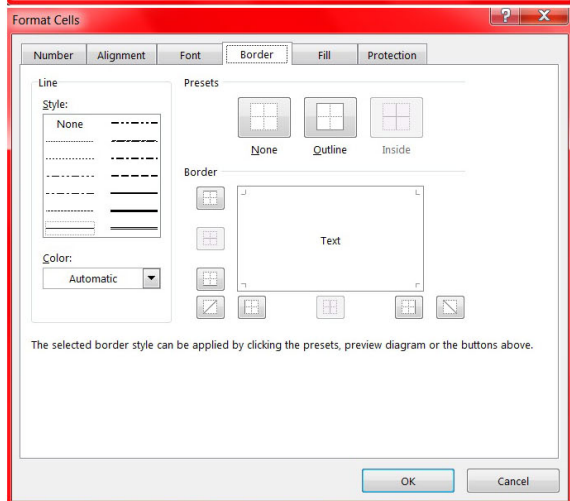 Format Cells
Number Alignment Font Border Fill Protection
Line
Style:
None
Color:
Automatic
Presets
None Outline Inside
Border
Text
The selected border style can be applied by clicking the presets, preview diagram or the buttons above.
OK Cancel